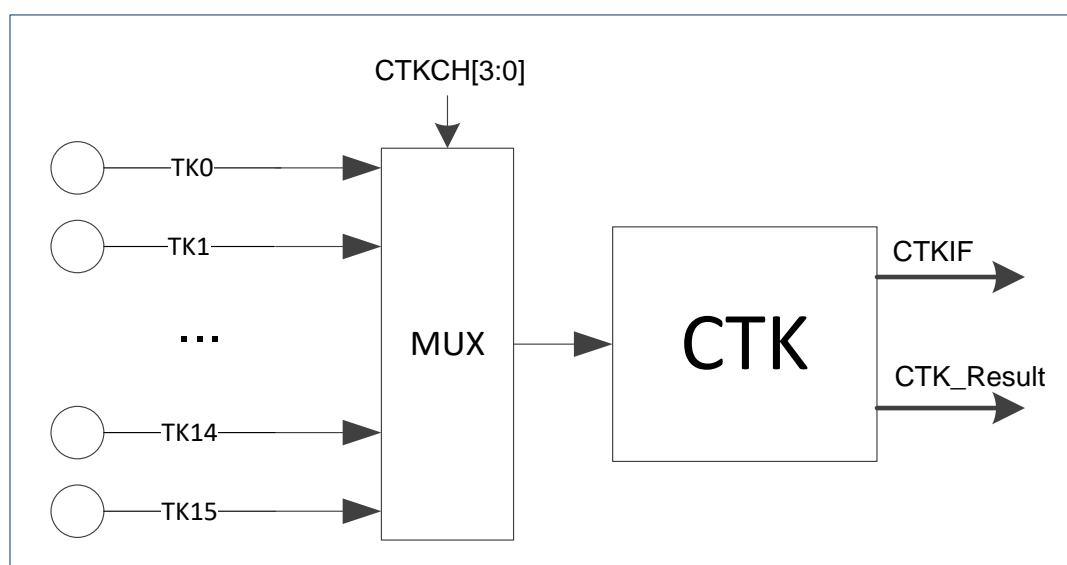 CTKCH[3:0]
TK0
TK1
...
TK14
TK15
MUX
CTK
CTKIF
CTK_Result